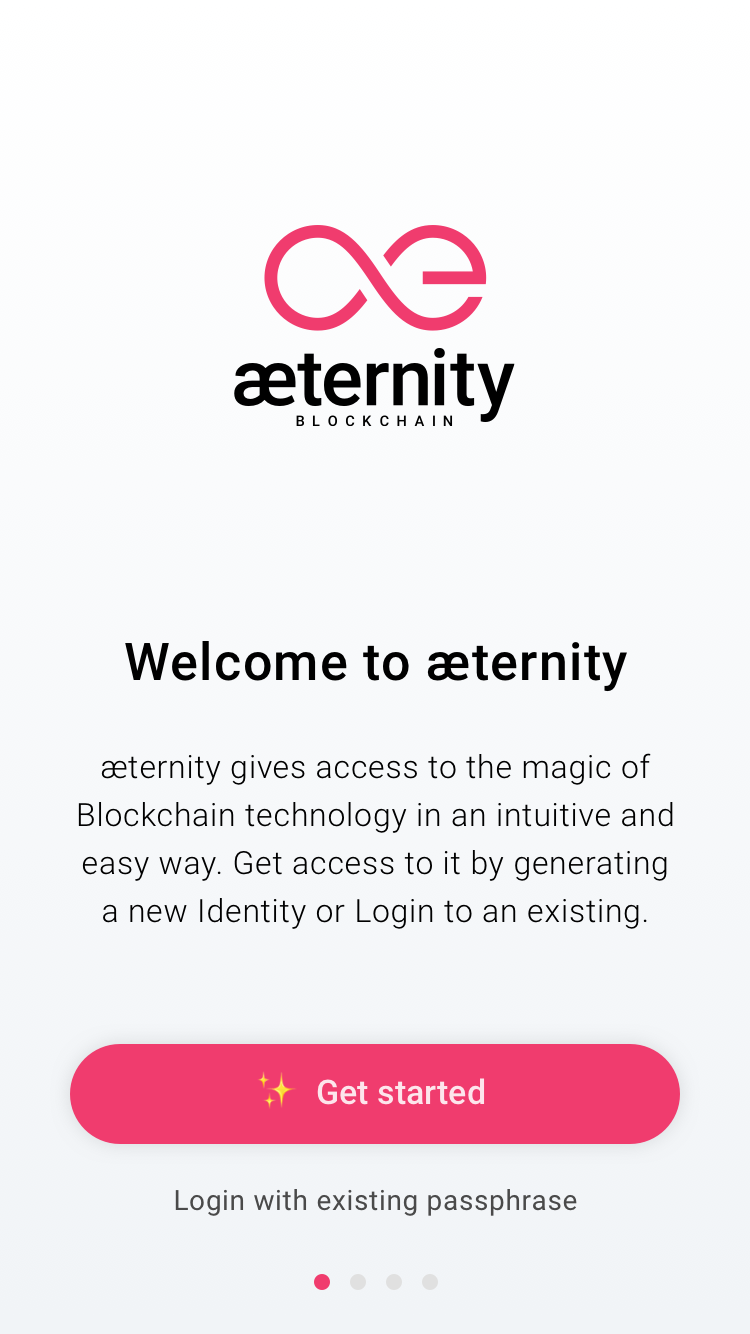 æternity
BLOCKCHAIN
Welcome to æternity
æternity gives access to the magic of
Blockchain technology in an intuitive and
easy way. Get access to it by generating
a new Identity or Login to an existing.
✨ Get started
Login with existing passphrase